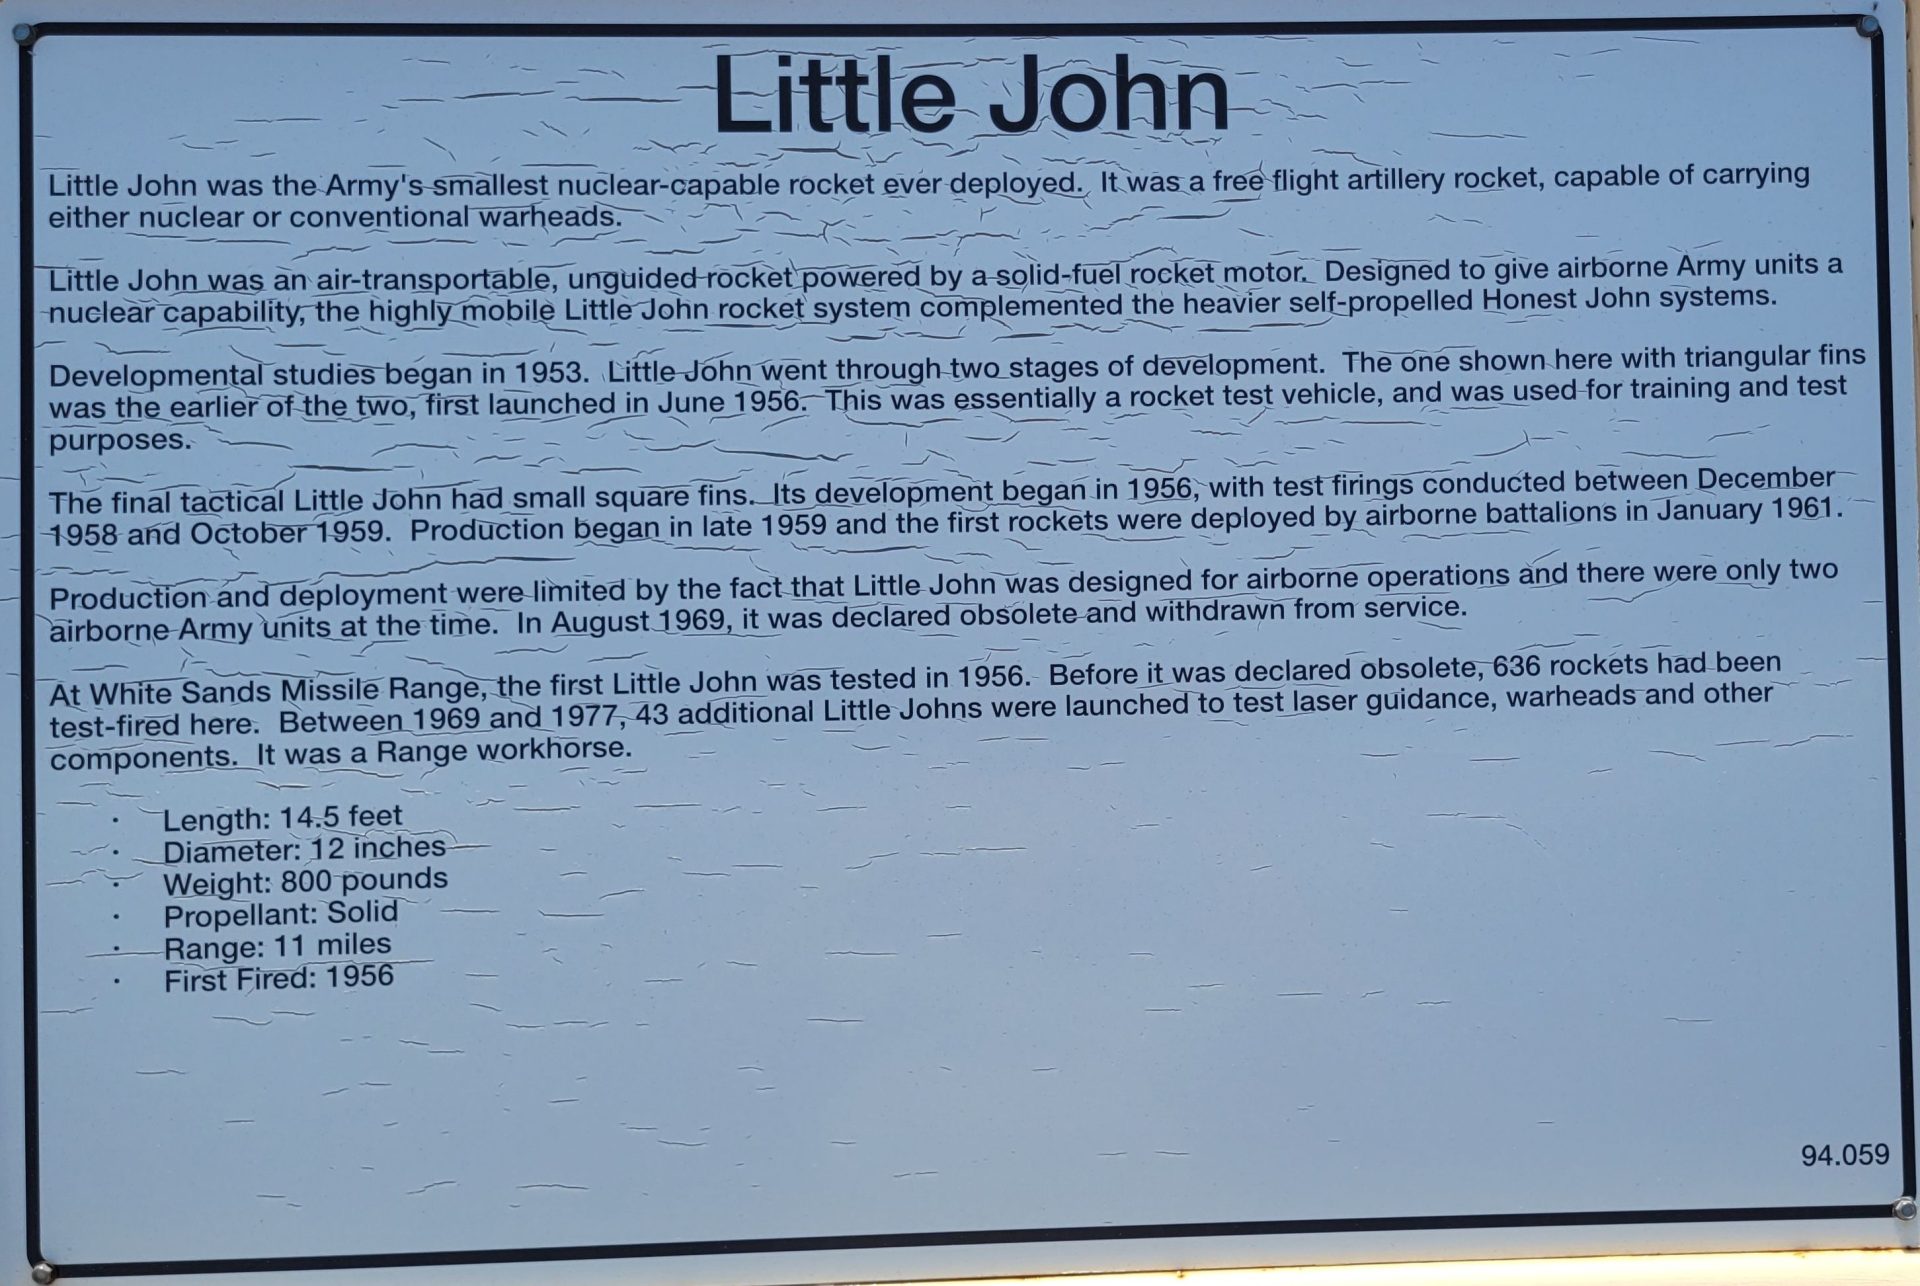 Little John
Little John was the Army's smallest nuclear-capable rocket ever deployed.  It was a free flight artillery rocket, capable of carrying
either nuclear or conventional warheads.
Little John was an air-transportable, unguided rocket powered by a solid-fuel rocket motor.  Designed to give airborne Army units a
nuclear capability, the highly mobile Little John rocket system complemented the heavier self-propelled Honest John systems.
Developmental studies began in 1953.  Little John went through two stages of development.  The one shown here with triangular fins
was the earlier of the two, first launched in June 1956.  This was essentially a rocket test vehicle, and was used for training and test
purposes.
The final tactical Little John had small square fins.  Its development began in 1956, with test firings conducted between December
1958 and October 1959.  Production began in late 1959 and the first rockets were deployed by airborne battalions in January 1961.
Production and deployment were limited by the fact that Little John was designed for airborne operations and there were only two
airborne Army units at the time.  In August 1969, it was declared obsolete and withdrawn from service.
At White Sands Missile Range, the first Little John was tested in 1956.  Before it was declared obsolete, 636 rockets had been
test-fired here.  Between 1969 and 1977, 43 additional Little Johns were launched to test laser guidance, warheads and other
components.  It was a Range workhorse.
· Length: 14.5 feet
· Diameter: 12 inches
· Weight: 800 pounds
· Propellant: Solid
· Range: 11 miles
· First Fired: 1956
94.059